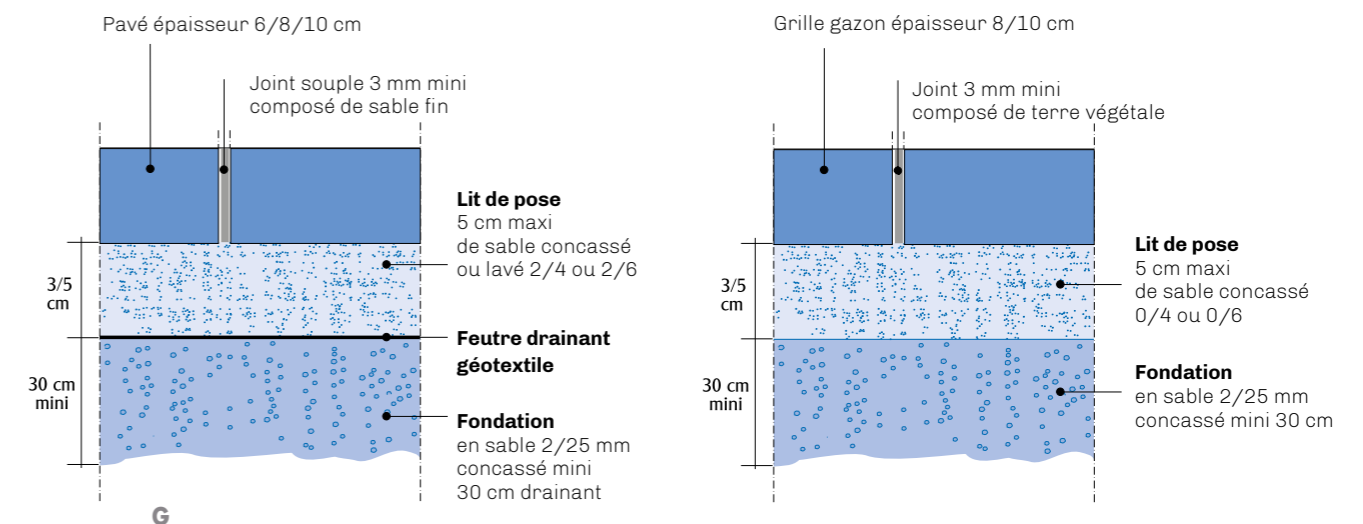 Pavé épaisseur 6/8/10 cm
Joint souple 3 mm mini
composé de sable fin
Lit de pose
5 cm maxi
de sable concassé
ou lavé 2/4 ou 2/6
3/5
cm
Feutre drainant
géotextile
30 cm
mini
Fondation
en sable 2/25 mm
concassé mini
30 cm drainant
G
Grille gazon épaisseur 8/10 cm
Joint 3 mm mini
composé de terre végétale
Lit de pose
5 cm maxi
de sable concassé
0/4 ou 0/6
3/5
cm
30 cm
mini
Fondation
en sable 2/25 mm
concassé mini 30 cm